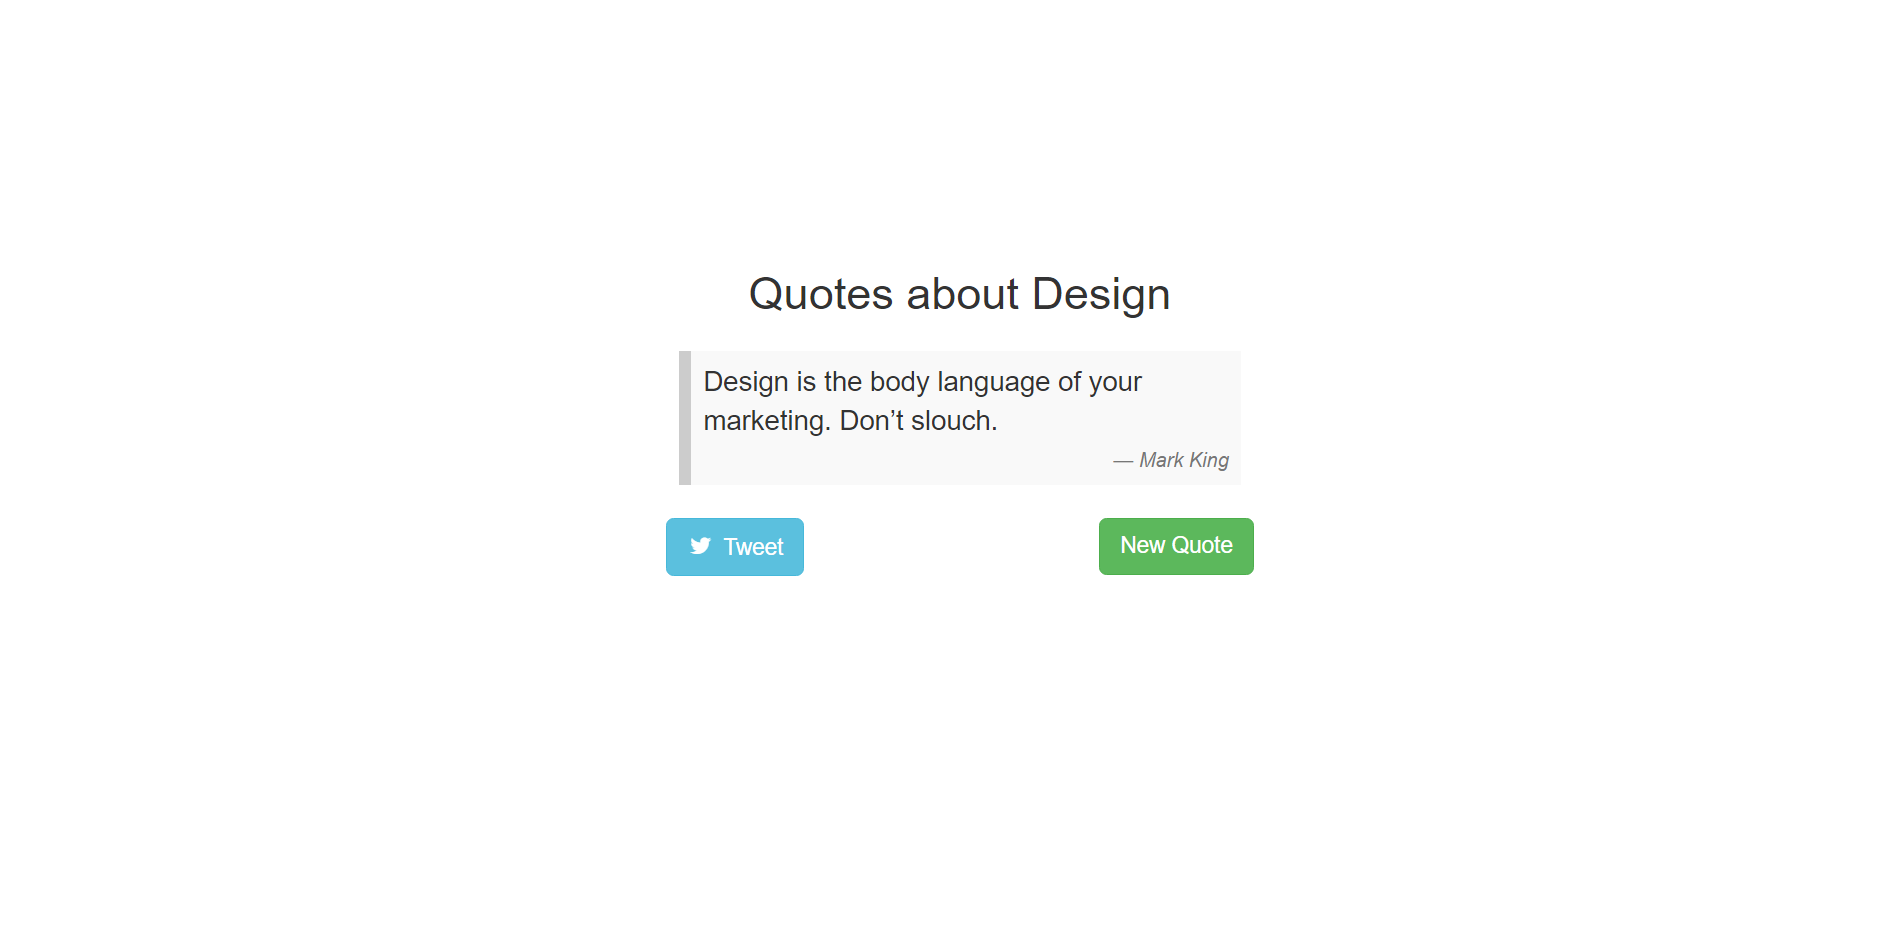 Quotes about Design
Design is the body language of your
marketing. Don’t slouch.
— Mark King
Tweet
New Quote